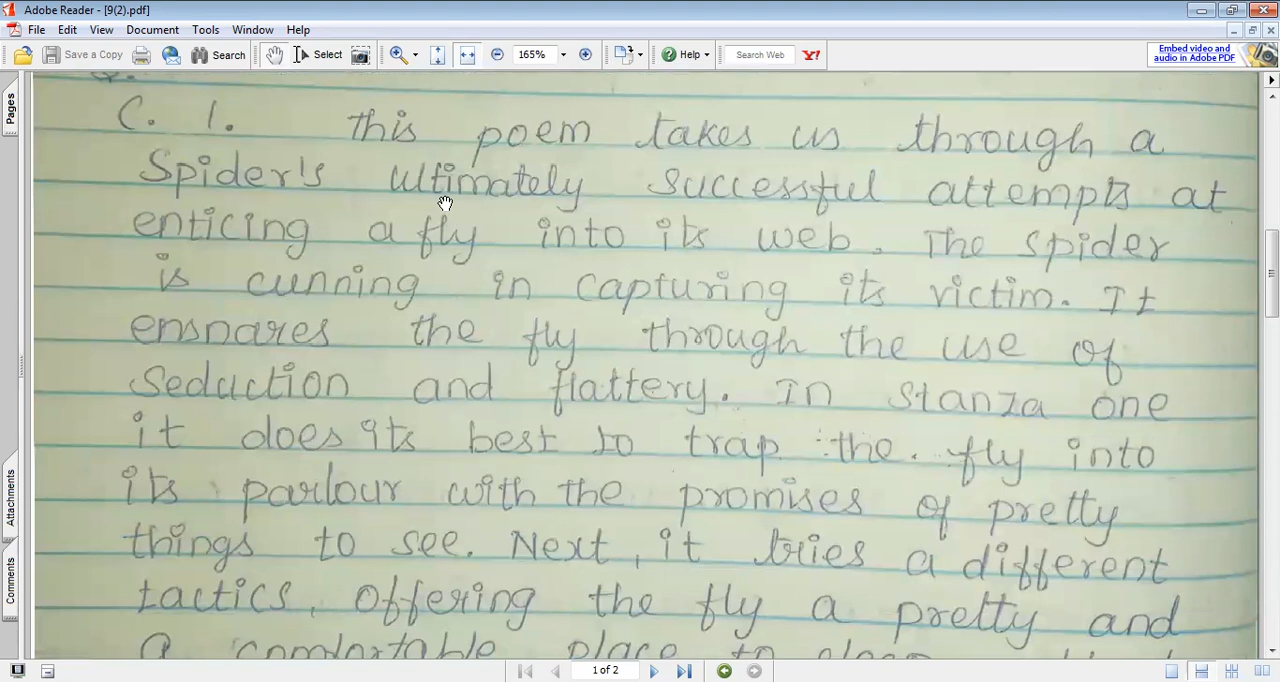 Adobe Reader - [9(2).pdf]
File Edit View Document Tools Window Help
Save a Copy Search Select 165% Help Search Web Y! Embed video and audio in Adobe PDF
Pages
Attachments
Comments
C. 1. This poem takes us through a
Spider's ultimately successful attempts at
enticing a fly into its web. The spider
is cunning in capturing its victim. It
ensnares the fly through the use of
Seduction and flattery. In Stanza one
it does its best to trap the. fly into
its parlour with the promises of pretty
things to see. Next, it tries a different
tactics, offering the fly a pretty and
a comfortable place to
1 of 2